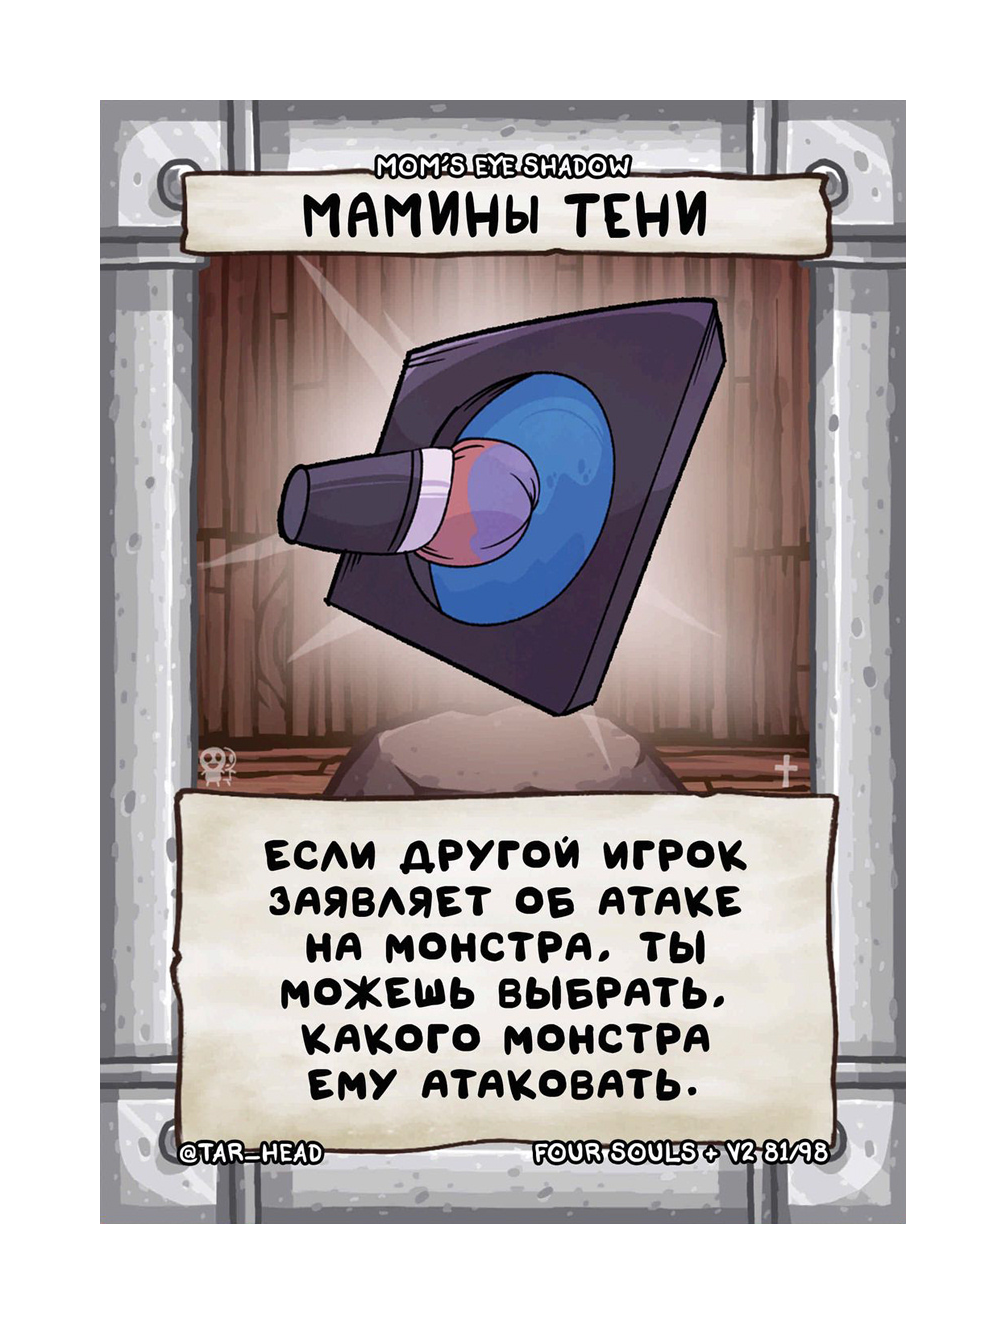 MOM'S EYE SHADOW
МАМИНЫ ТЕНИ
ЕСЛИ ДРУГОЙ ИГРОК
ЗАЯВЛЯЕТ ОБ АТАКЕ
НА МОНСТРА, ТЫ
МОЖЕШЬ ВЫБРАТЬ,
КАКОГО МОНСТРА
ЕМУ АТАКОВАТЬ.
@TAR_HEAD
FOUR SOULS + V2 81/98